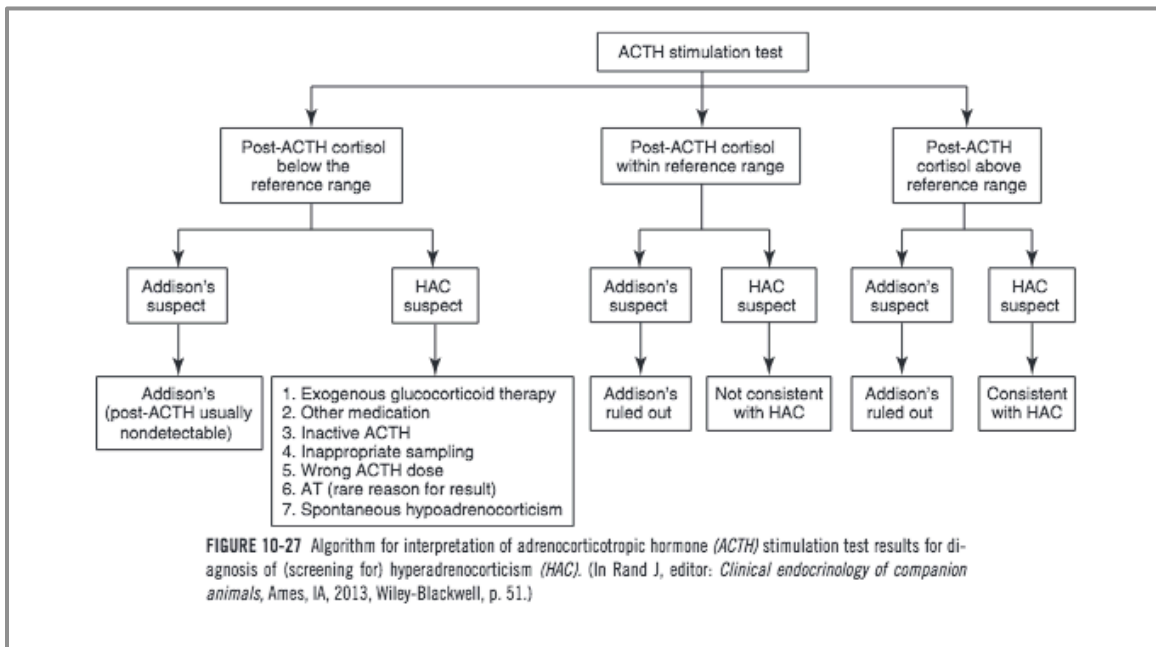 ACTH stimulation test
Post-ACTH cortisol
below the
reference range
Post-ACTH cortisol
within reference range
Post-ACTH
cortisol above
reference range
Addison's
suspect
HAC
suspect
Addison's
suspect
HAC
suspect
Addison's
suspect
HAC
suspect
Addison's
(post-ACTH usually
nondetectable)
1. Exogenous glucocorticoid therapy
2. Other medication
3. Inactive ACTH
4. Inappropriate sampling
5. Wrong ACTH dose
6. AT (rare reason for result)
7. Spontaneous hypoadrenocorticism
Addison's
ruled out
Not consistent
with HAC
Addison's
ruled out
Consistent
with HAC
FIGURE 10-27 Algorithm for interpretation of adrenocorticotropic hormone (ACTH) stimulation test results for di-
agnosis of (screening for) hyperadrenocorticism (HAC). (In Rand J, editor: Clinical endocrinology of companion
animals, Ames, IA, 2013, Wiley-Blackwell, p. 51.)